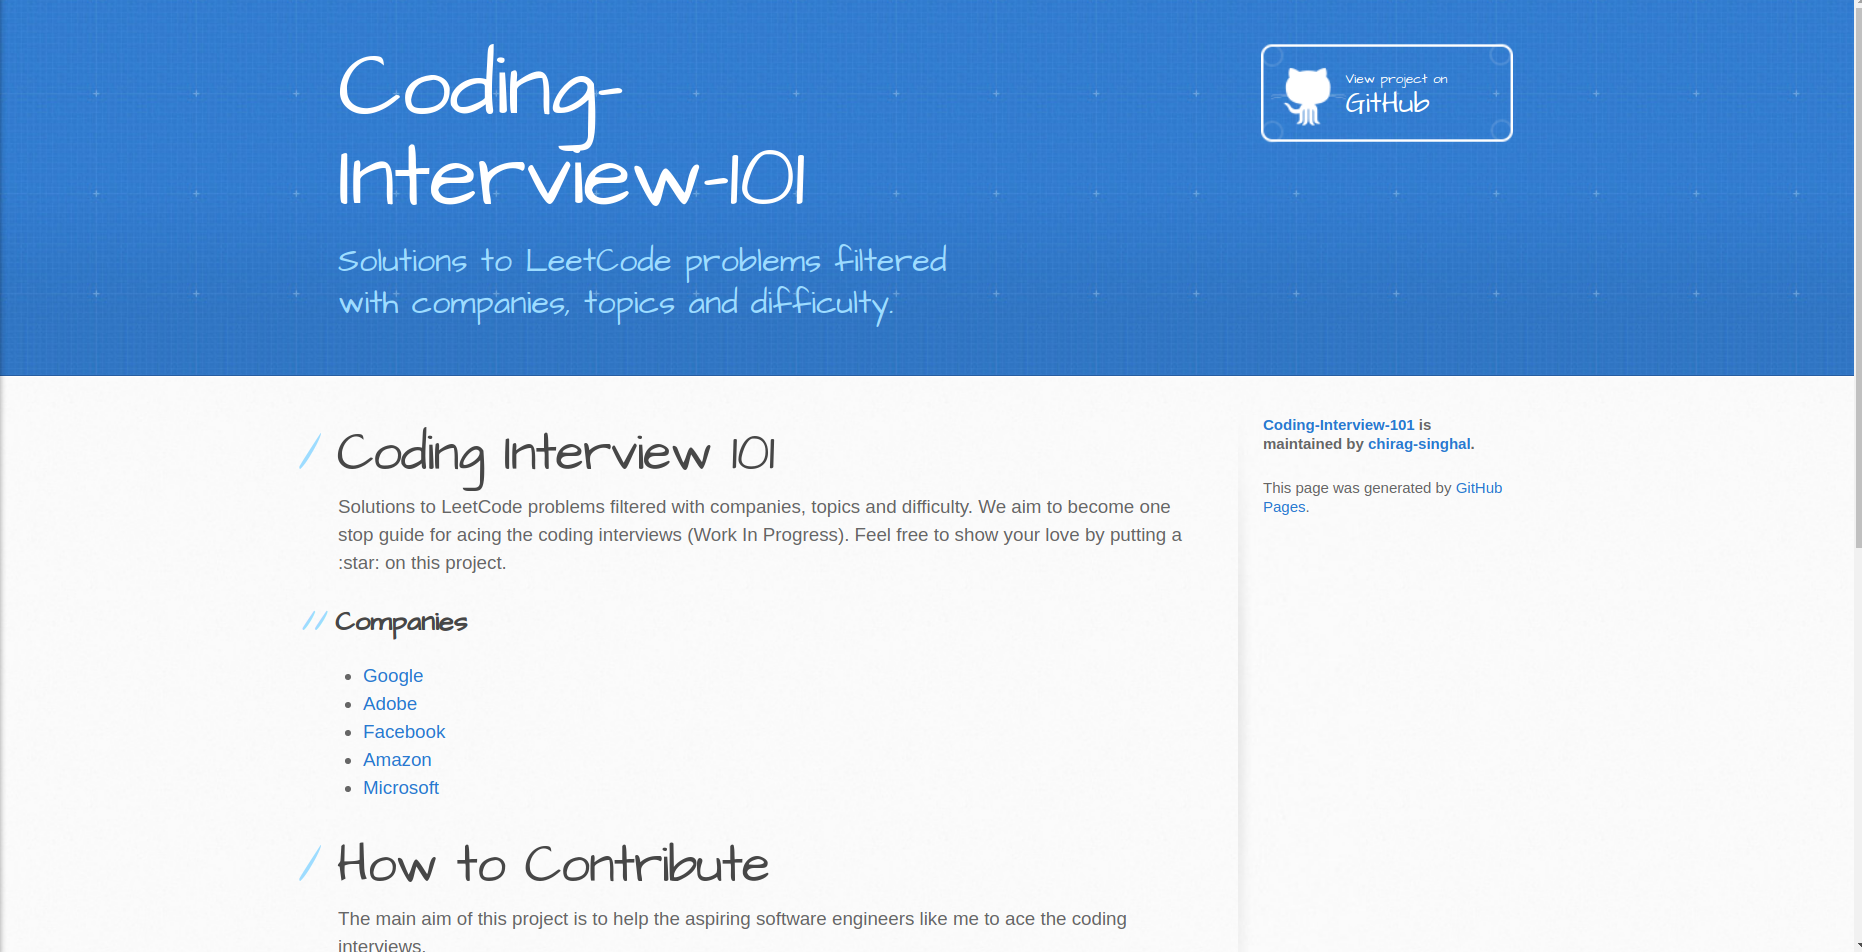 Coding-
Interview-101
Solutions to LeetCode problems filtered
with companies, topics and difficulty.
View project on
GitHub
Coding Interview 101
Solutions to LeetCode problems filtered with companies, topics and difficulty. We aim to become one
stop guide for acing the coding interviews (Work In Progress). Feel free to show your love by putting a
:star: on this project.
Companies
Google
Adobe
Facebook
Amazon
Microsoft
How to Contribute
The main aim of this project is to help the aspiring software engineers like me to ace the coding
interviews.
Coding-Interview-101 is
maintained by chirag-singhal.
This page was generated by GitHub
Pages.